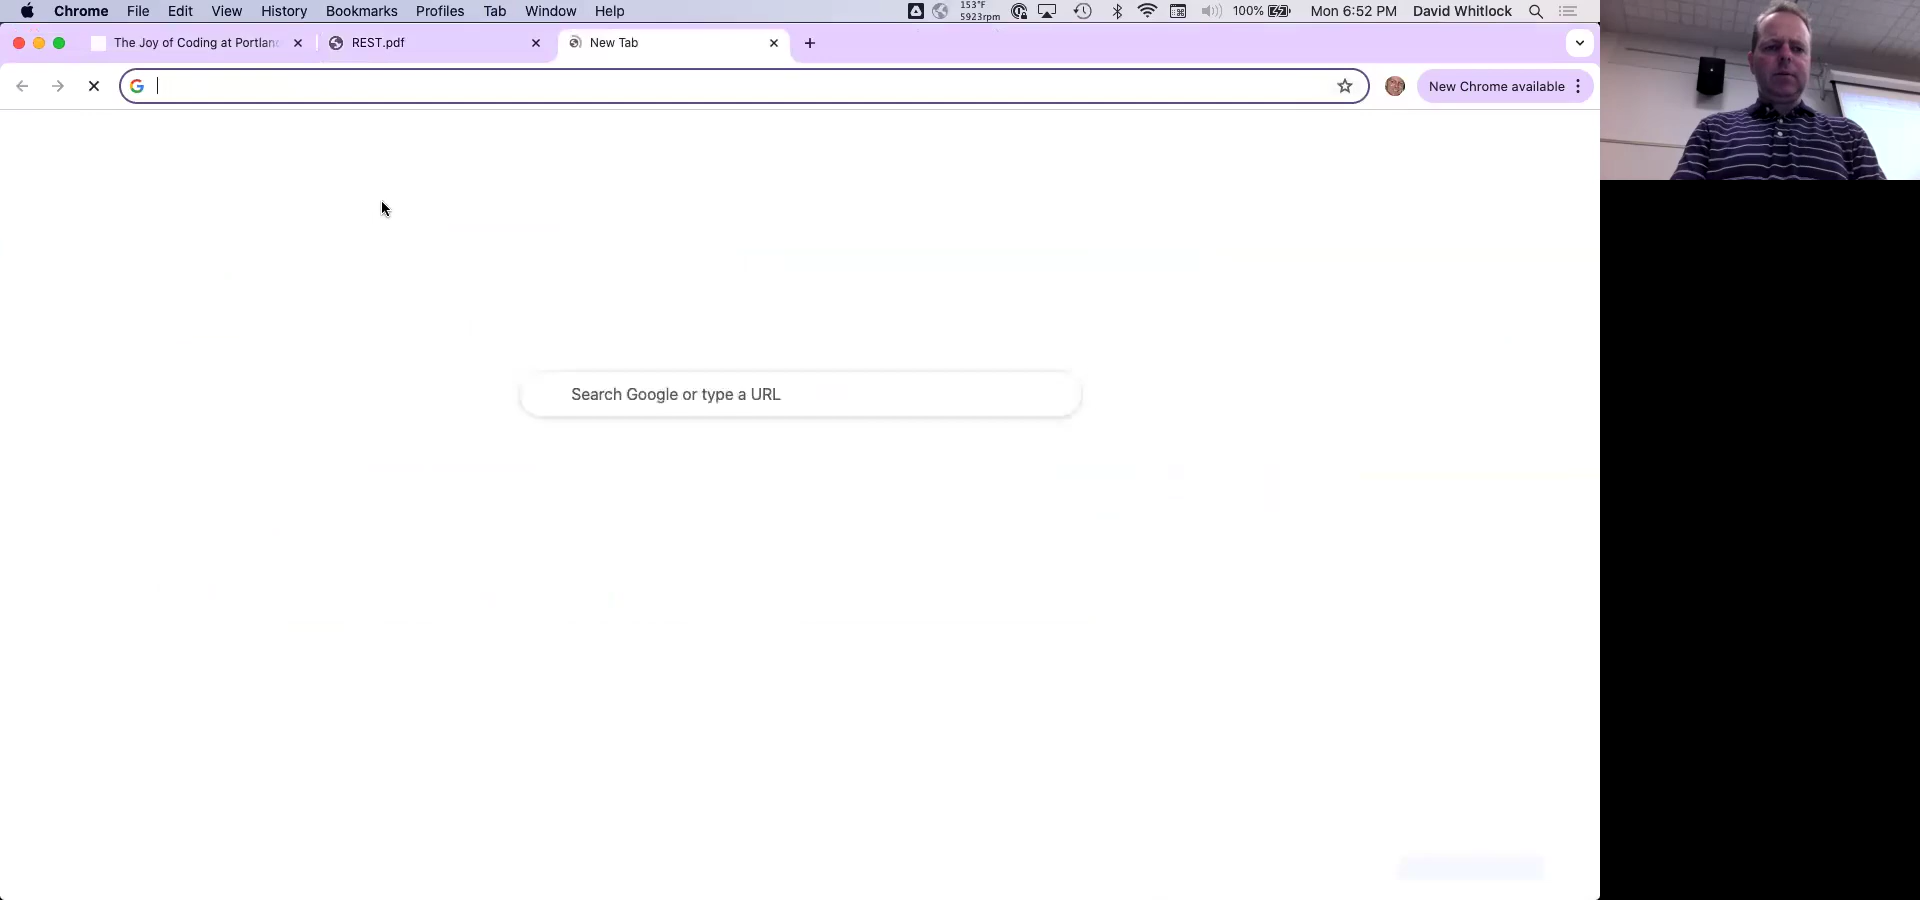 Chrome File Edit View History Bookmarks Profiles Tab Window Help 153°F 5923rpm 100% Mon 6:52 PM David Whitlock
The Joy of Coding at Portlan REST.pdf New Tab
New Chrome available
Search Google or type a URL